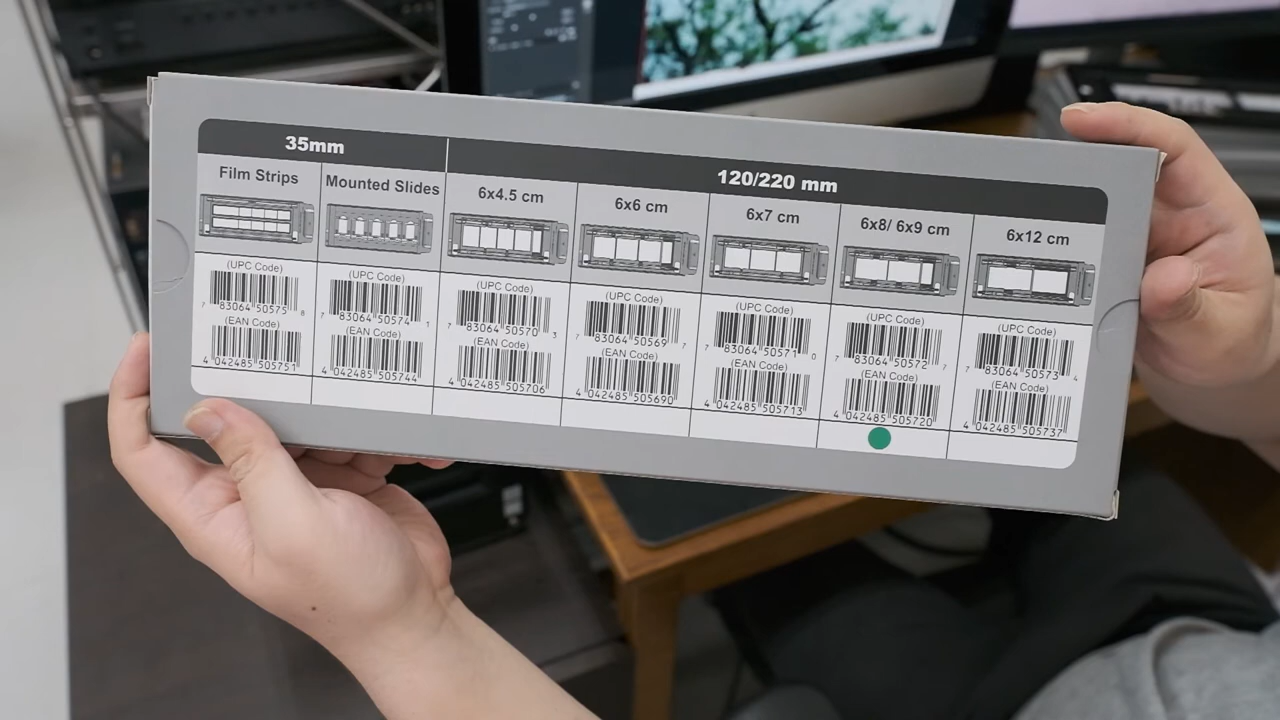 35mm
120/220 mm
Film Strips
Mounted Slides
6x4.5 cm
6x6 cm
6x7 cm
6x8/ 6x9 cm
6x12 cm
(UPC Code)
7 83064 50575 8
(EAN Code)
4 042485 505751
(UPC Code)
7 83064 50574 1
(EAN Code)
4 042485 505744
(UPC Code)
7 83064 50570 3
(EAN Code)
4 042485 505706
(UPC Code)
7 83064 50569 7
(EAN Code)
4 042485 505690
(UPC Code)
7 83064 50571 0
(EAN Code)
4 042485 505713
(UPC Code)
7 83064 50572 7
(EAN Code)
4 042485 505720
(UPC Code)
7 83064 50573 4
(EAN Code)
4 042485 505737